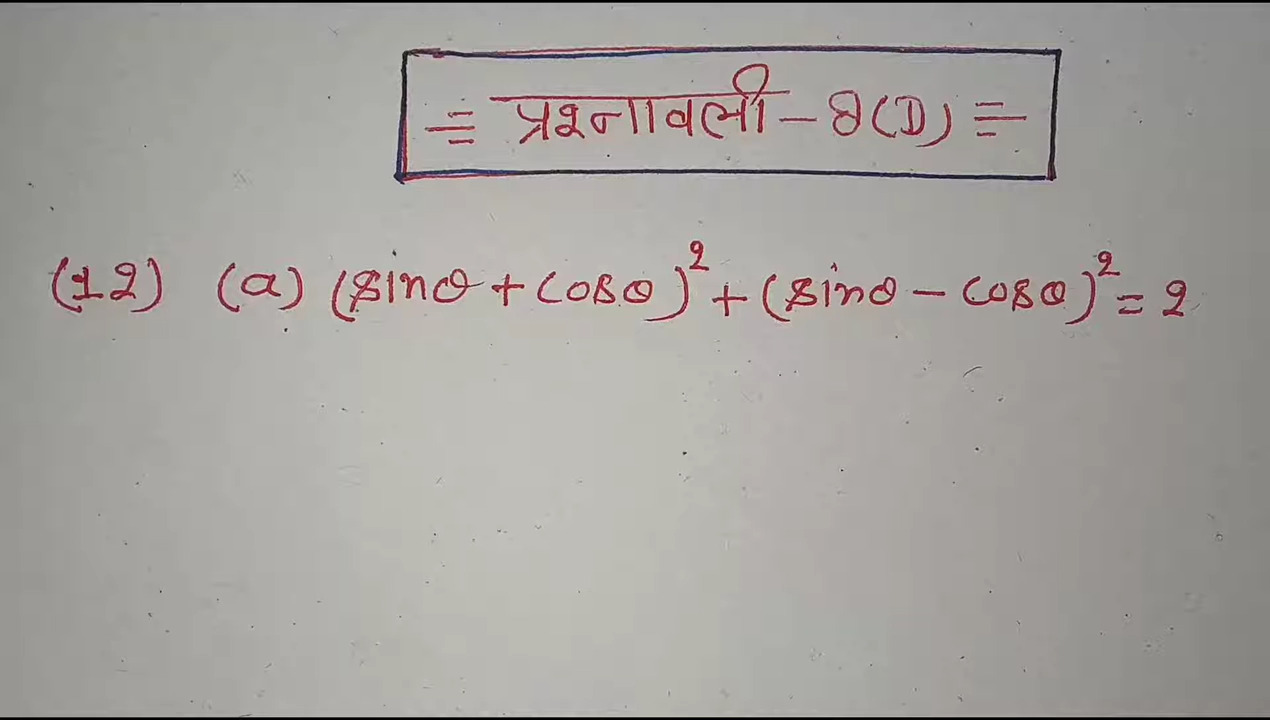 = प्रश्नावली - 8(D) =
(12) (a) (sinθ + cosθ)² + (sinθ - cosθ)² = 2